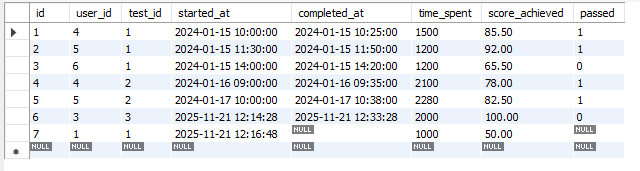 id user_id test_id started_at completed_at time_spent score_achieved passed
1 4 1 2024-01-15 10:00:00 2024-01-15 10:25:00 1500 85.50 1
2 5 1 2024-01-15 11:30:00 2024-01-15 11:50:00 1200 92.00 1
3 6 1 2024-01-15 14:00:00 2024-01-15 14:20:00 1200 65.50 0
4 4 2 2024-01-16 09:00:00 2024-01-16 09:35:00 2100 78.00 1
5 5 2 2024-01-17 10:00:00 2024-01-17 10:38:00 2280 82.50 1
6 3 3 2025-11-21 12:14:28 2025-11-21 12:33:28 2000 100.00 0
7 1 1 2025-11-21 12:16:48 NULL 1000 50.00 NULL
NULL NULL NULL NULL NULL NULL NULL NULL